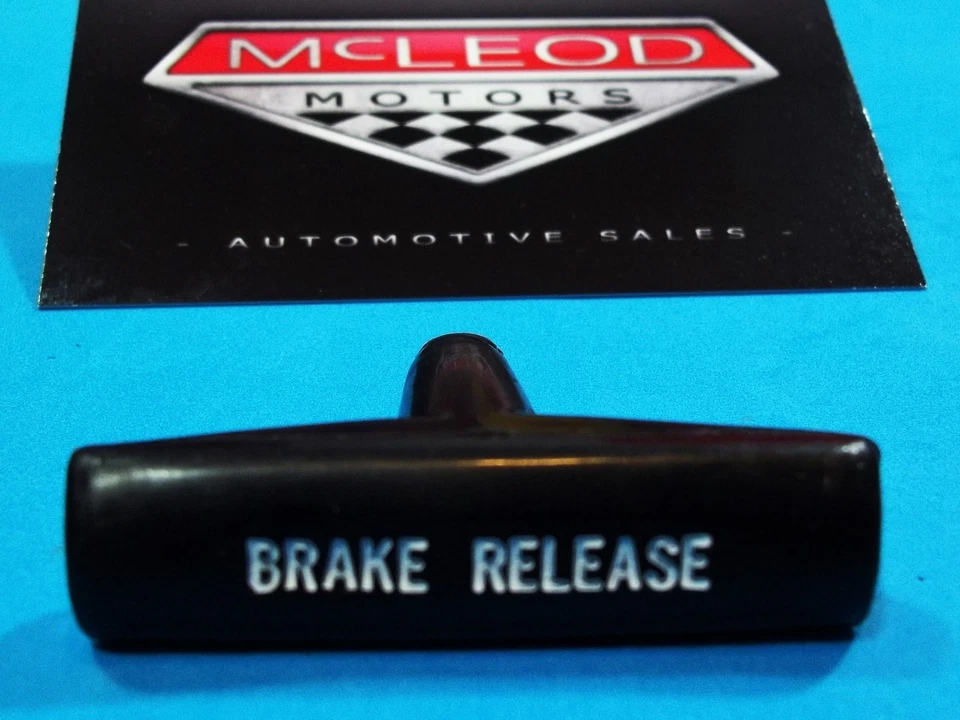 McLEOD
MOTORS
- AUTOMOTIVE SALES -
BRAKE RELEASE